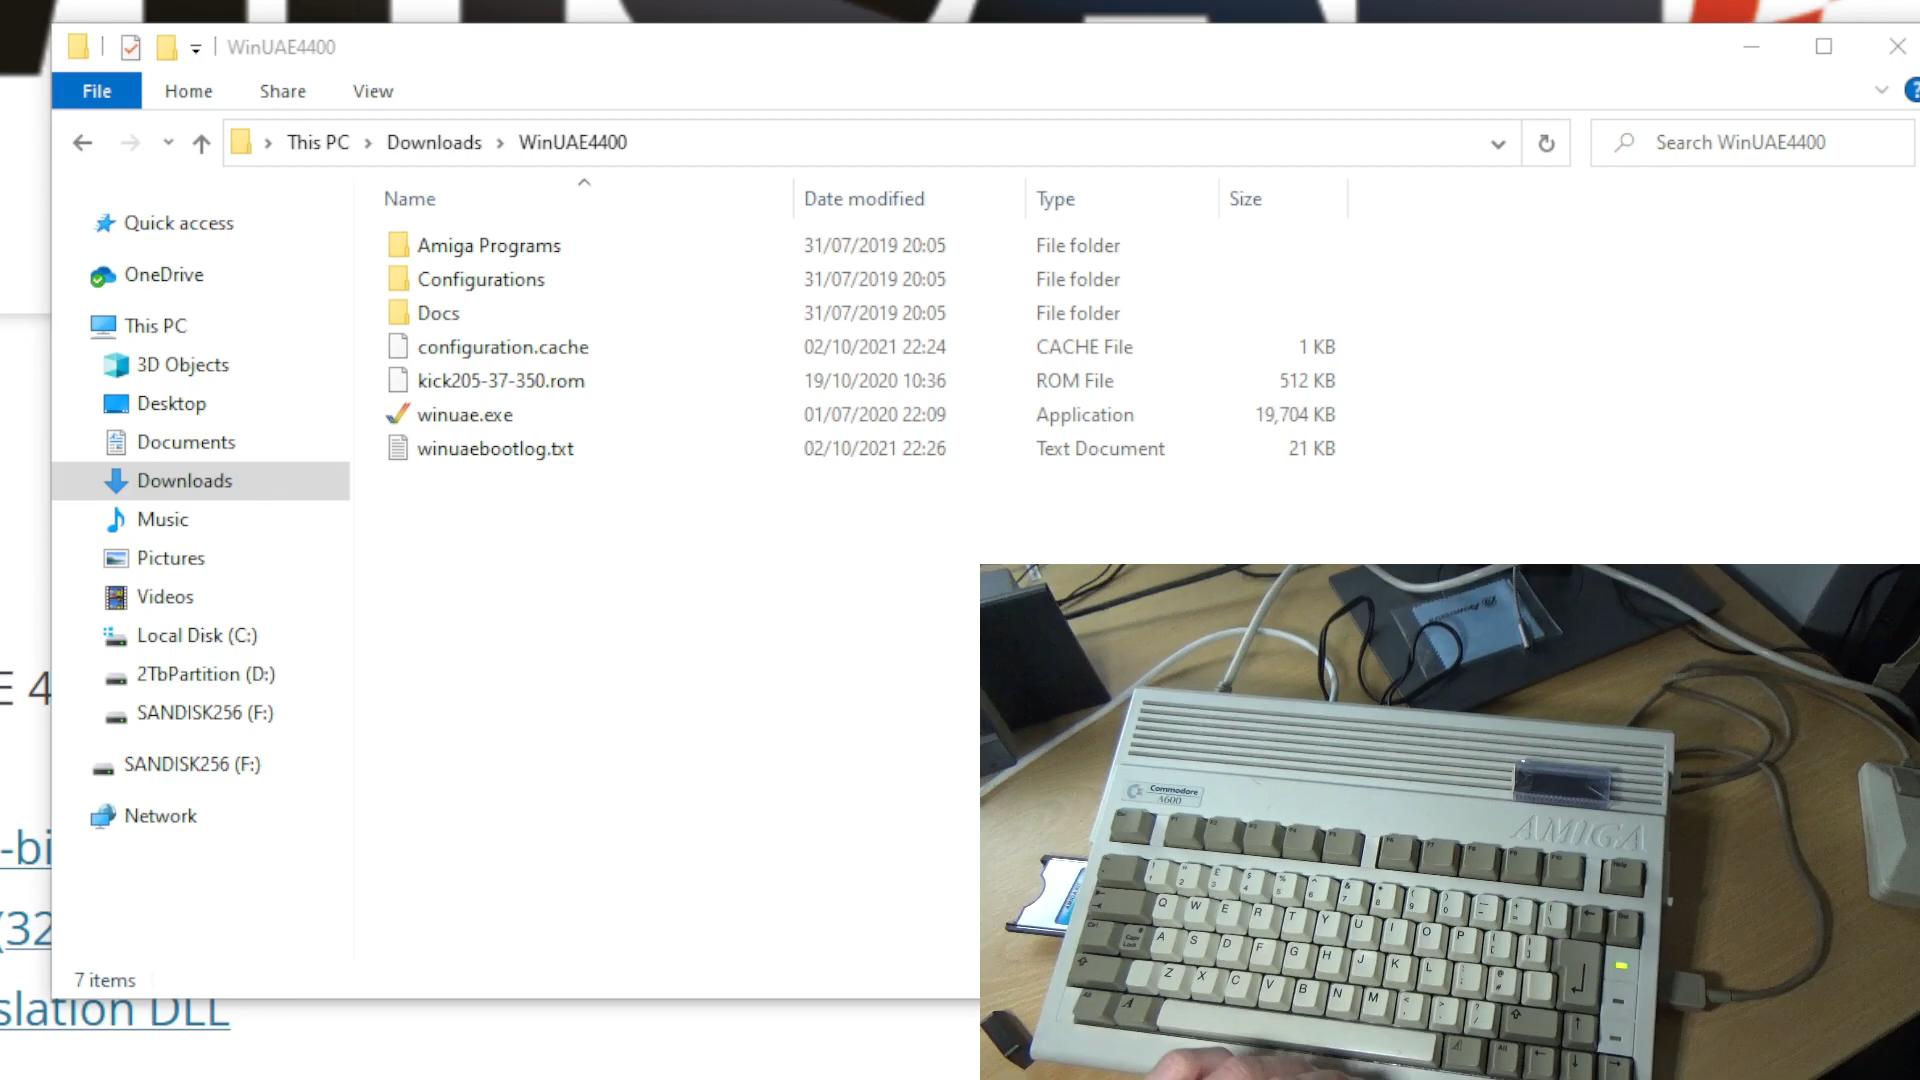 WinUAE4400
File
Home
Share
View
This PC
Downloads
WinUAE4400
Search WinUAE4400
Name
Date modified
Type
Size
Quick access
OneDrive
This PC
3D Objects
Desktop
Documents
Downloads
Music
Pictures
Videos
Local Disk (C:)
2TbPartition (D:)
SANDISK256 (F:)
SANDISK256 (F:)
Network
Amiga Programs 31/07/2019 20:05 File folder
Configurations 31/07/2019 20:05 File folder
Docs 31/07/2019 20:05 File folder
configuration.cache 02/10/2021 22:24 CACHE File 1 KB
kick205-37-350.rom 19/10/2020 10:36 ROM File 512 KB
winuae.exe 01/07/2020 22:09 Application 19,704 KB
winuaebootlog.txt 02/10/2021 22:26 Text Document 21 KB
7 items
E 4
-bi
(32
slation DLL
Commodore
A600
AMIGA
Q W E R T Y U I O P
A S D F G H J K L
Z X C V B N M